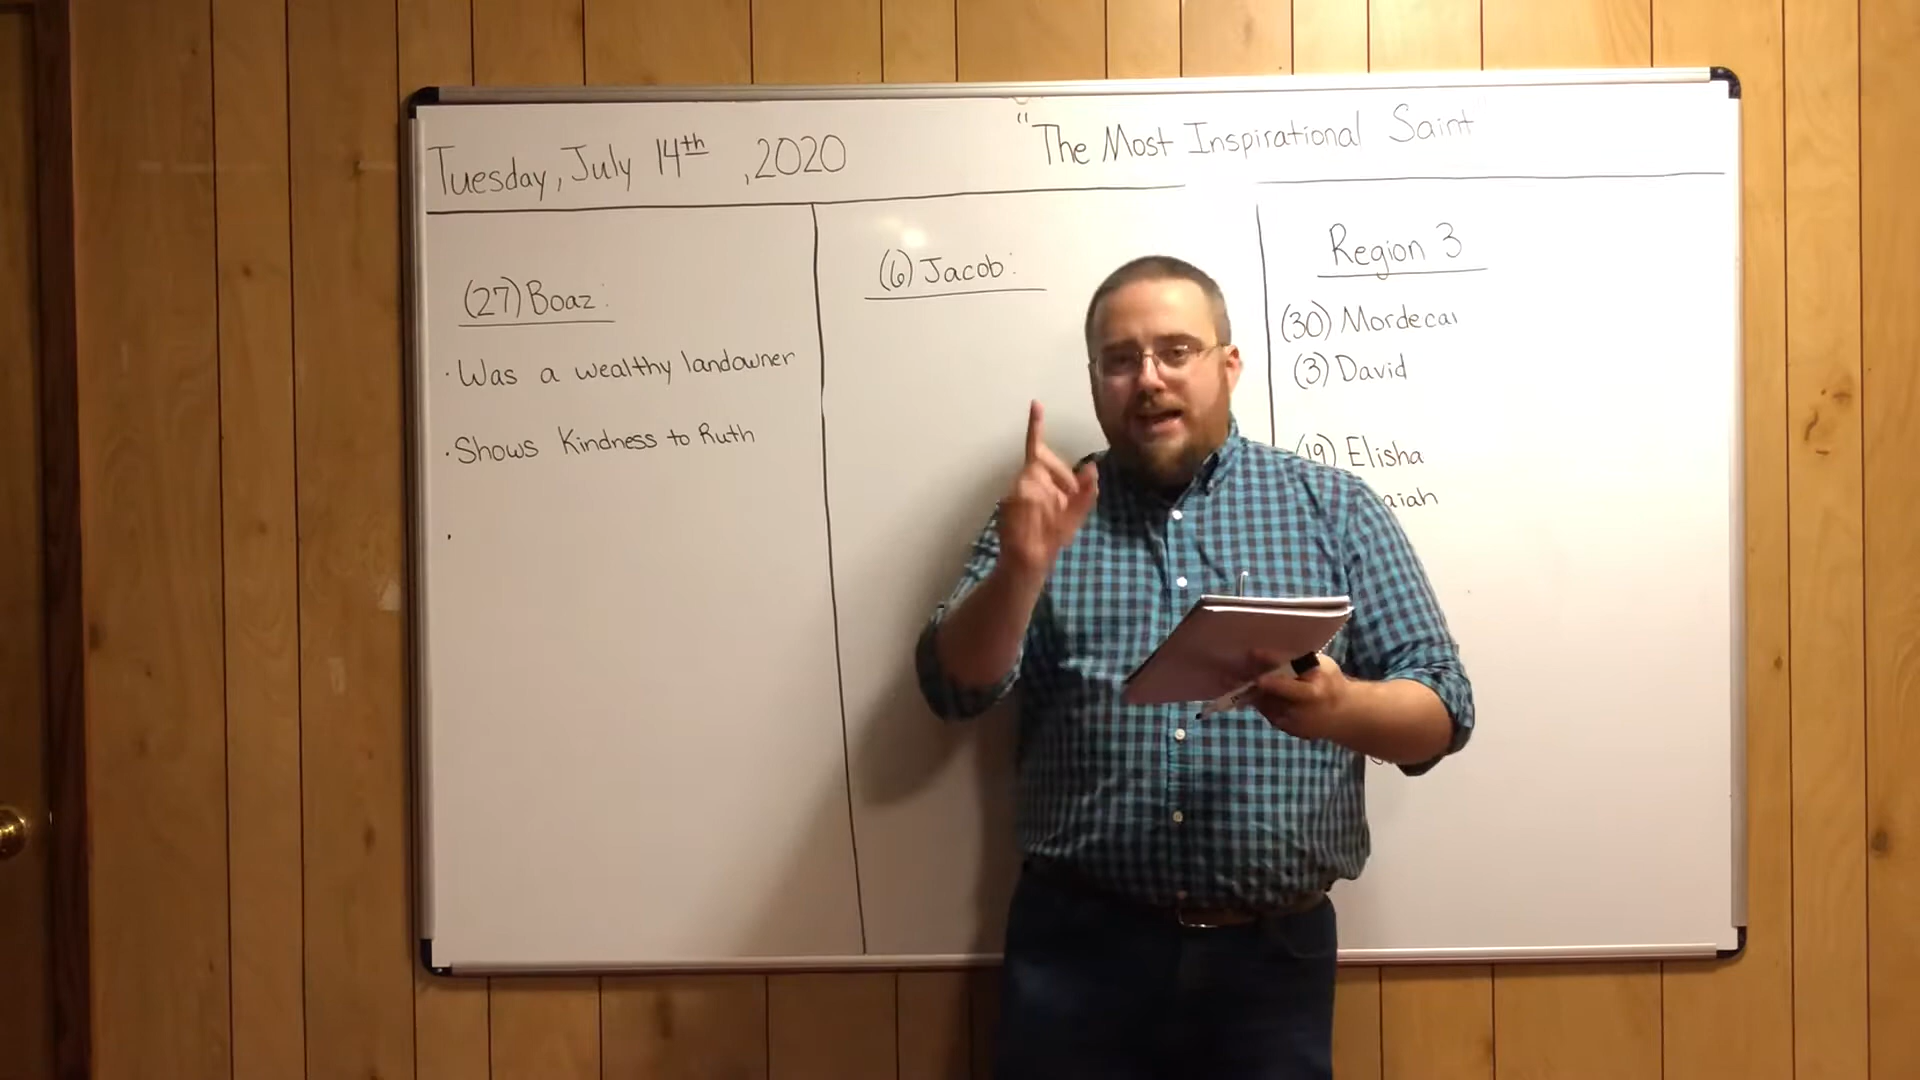 Tuesday, July 14th, 2020
"The Most Inspirational Saint
(27) Boaz:
· Was a wealthy landowner
· Shows Kindness to Ruth
·
(6) Jacob:
Region 3
(30) Mordecai
(3) David
(19) Elisha
aiah